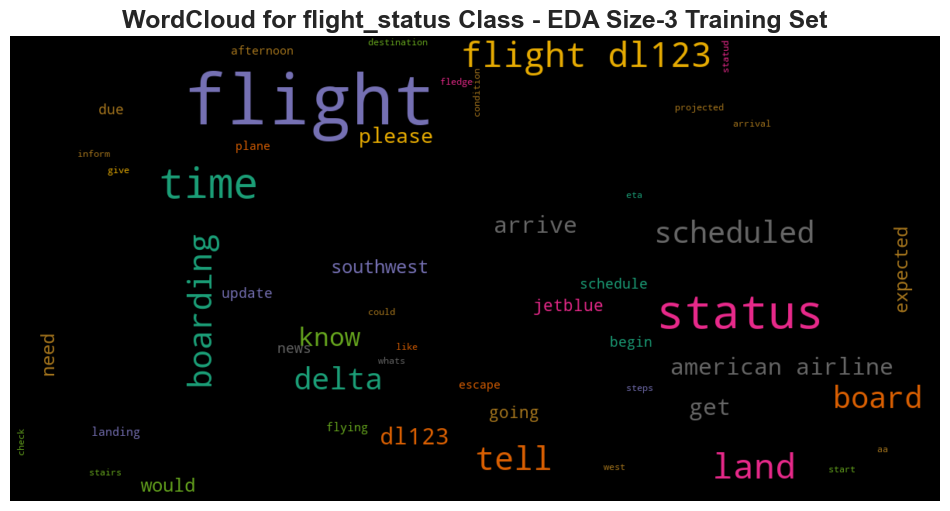 WordCloud for flight_status Class - EDA Size-3 Training Set
destination
afternoon
flight dl123
statud
flight
fledge
condition
due
projected
please
arrival
plane
inform
give
time
eta
arrive
scheduled
expected
boarding
southwest
schedule
update
jetblue
status
could
know
begin
need
news
like
whats
american airline
delta
escape
steps
board
get
going
flying
landing
dl123
check
aa
tell
west
land
start
stairs
would